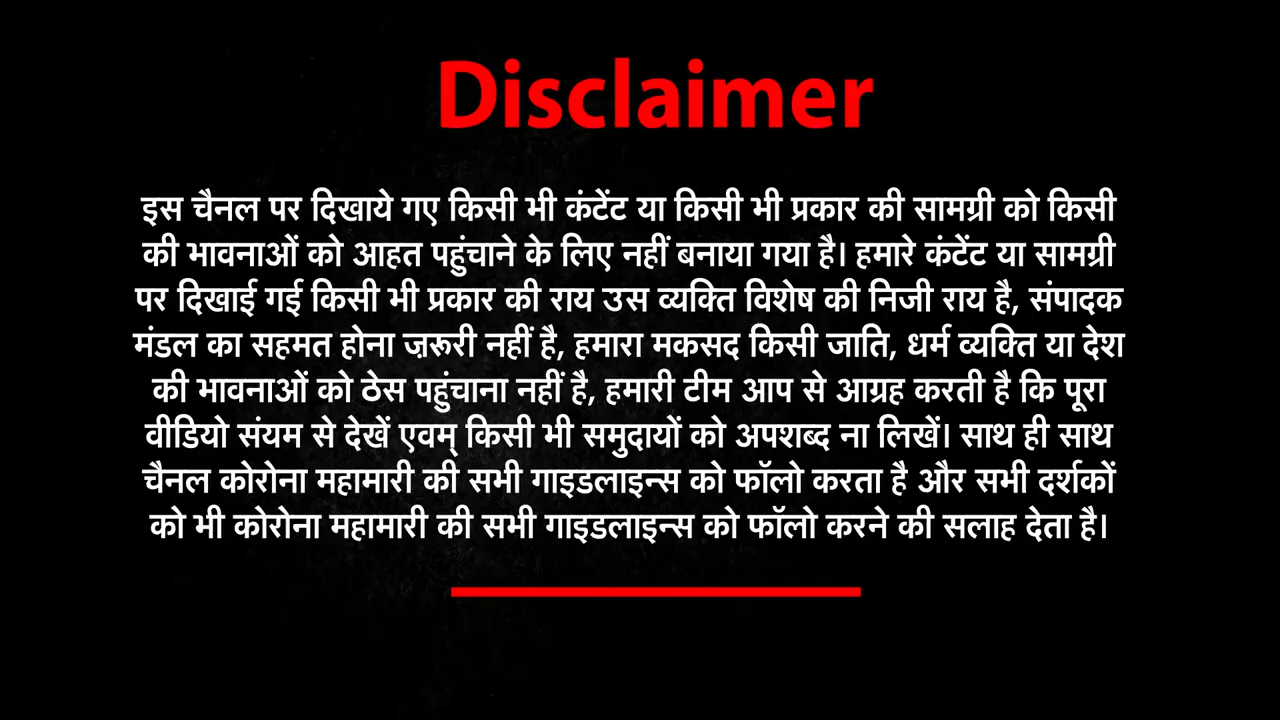 Disclaimer
इस चैनल पर दिखाये गए किसी भी कंटेंट या किसी भी प्रकार की सामग्री को किसी
की भावनाओं को आहत पहुंचाने के लिए नहीं बनाया गया है। हमारे कंटेंट या सामग्री
पर दिखाई गई किसी भी प्रकार की राय उस व्यक्ति विशेष की निजी राय है, संपादक
मंडल का सहमत होना ज़रूरी नहीं है, हमारा मकसद किसी जाति, धर्म व्यक्ति या देश
की भावनाओं को ठेस पहुंचाना नहीं है, हमारी टीम आप से आग्रह करती है कि पूरा
वीडियो संयम से देखें एवम् किसी भी समुदायों को अपशब्द ना लिखें। साथ ही साथ
चैनल कोरोना महामारी की सभी गाइडलाइन्स को फॉलो करता है और सभी दर्शकों
को भी कोरोना महामारी की सभी गाइडलाइन्स को फॉलो करने की सलाह देता है।